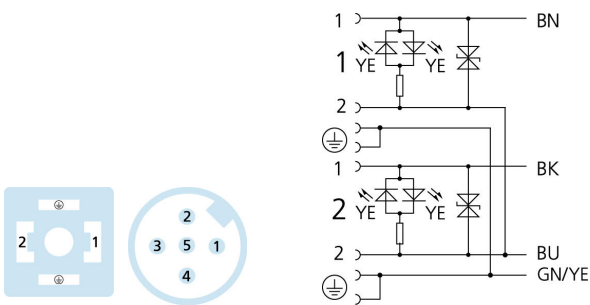 1 BN
1 YE YE
2
1 BK
2 YE YE
2 BU
GN/YE
2 1
2
3 5 1
4